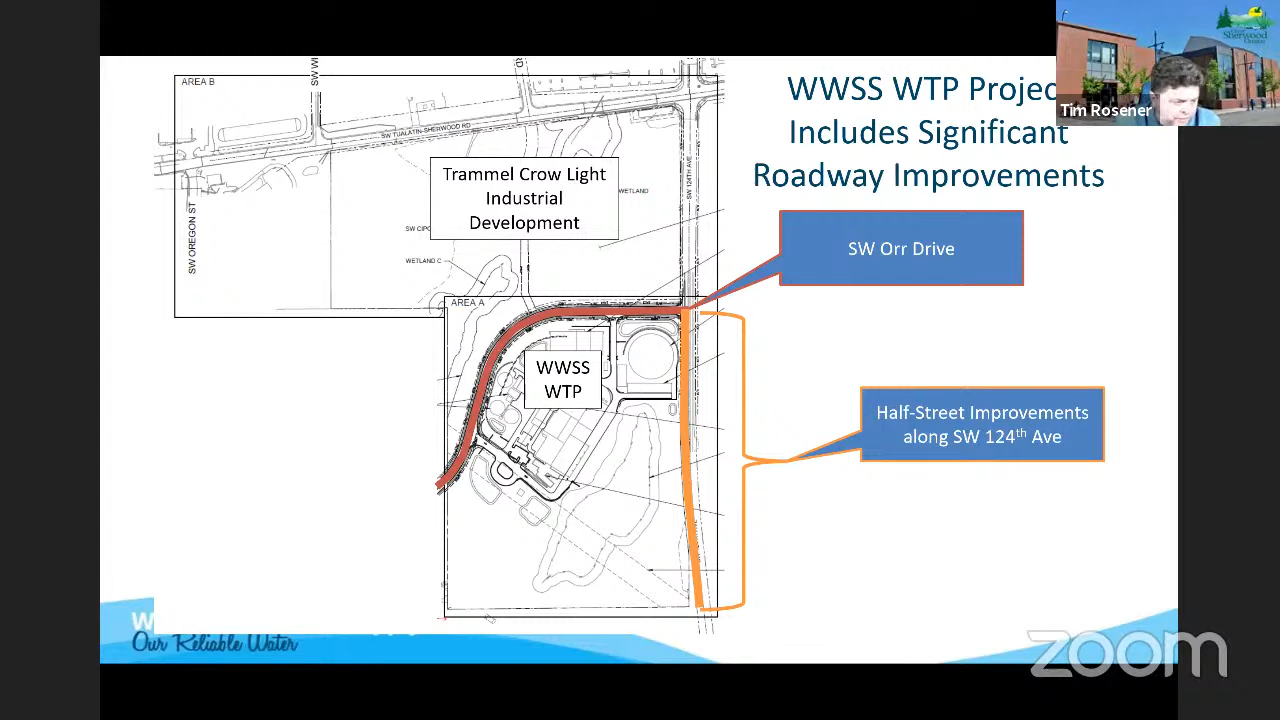 WWSS WTP Projec
Includes Significant
Roadway Improvements
Sherwood
Tim Rosener
AREA B
SW TUALATIN-SHERWOOD RD
SW OREGON ST
SW 124TH AVE
Trammel Crow Light
Industrial
Development
WETLAND
WETLAND C
AREA A
SW Orr Drive
WWSS
WTP
Half-Street Improvements
along SW 124th Ave
Our Reliable Water
zoom